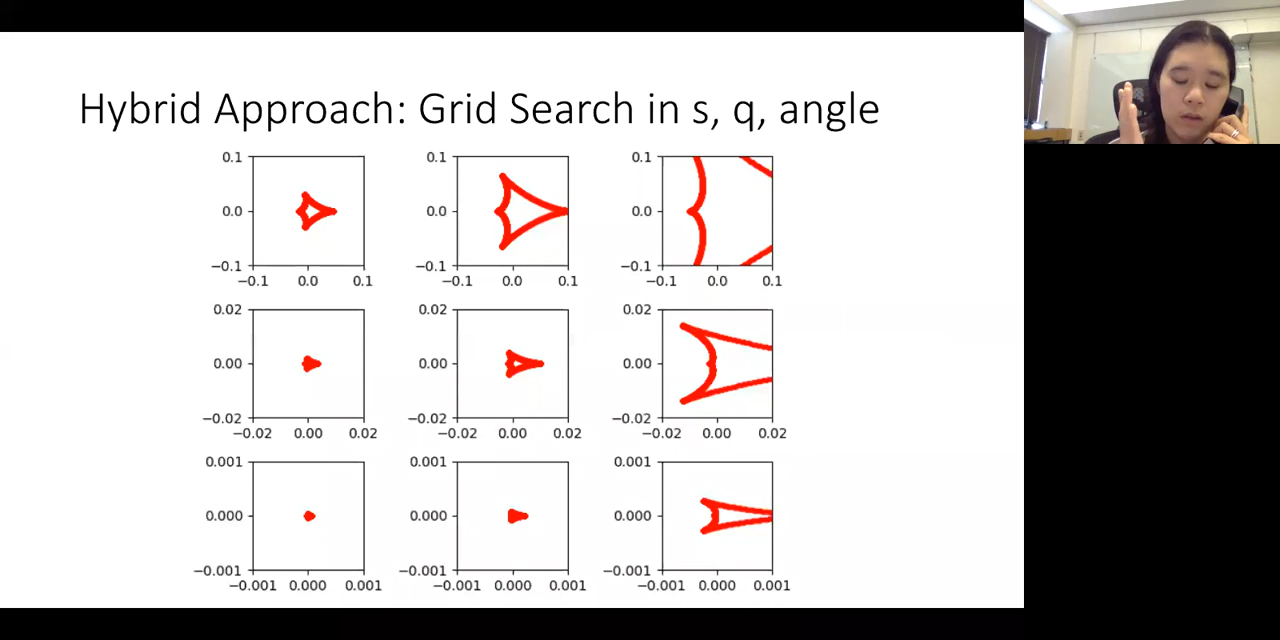 Hybrid Approach: Grid Search in s, q, angle
0.1 0.1 0.1
0.0 0.0 0.0
−0.1 −0.1 −0.1
−0.1 0.0 0.1 −0.1 0.0 0.1 −0.1 0.0 0.1
0.02 0.02 0.02
0.00 0.00 0.00
−0.02 −0.02 −0.02
−0.02 0.00 0.02 −0.02 0.00 0.02 −0.02 0.00 0.02
0.001 0.001 0.001
0.000 0.000 0.000
−0.001 −0.001 −0.001
−0.001 0.000 0.001 −0.001 0.000 0.001 −0.001 0.000 0.001